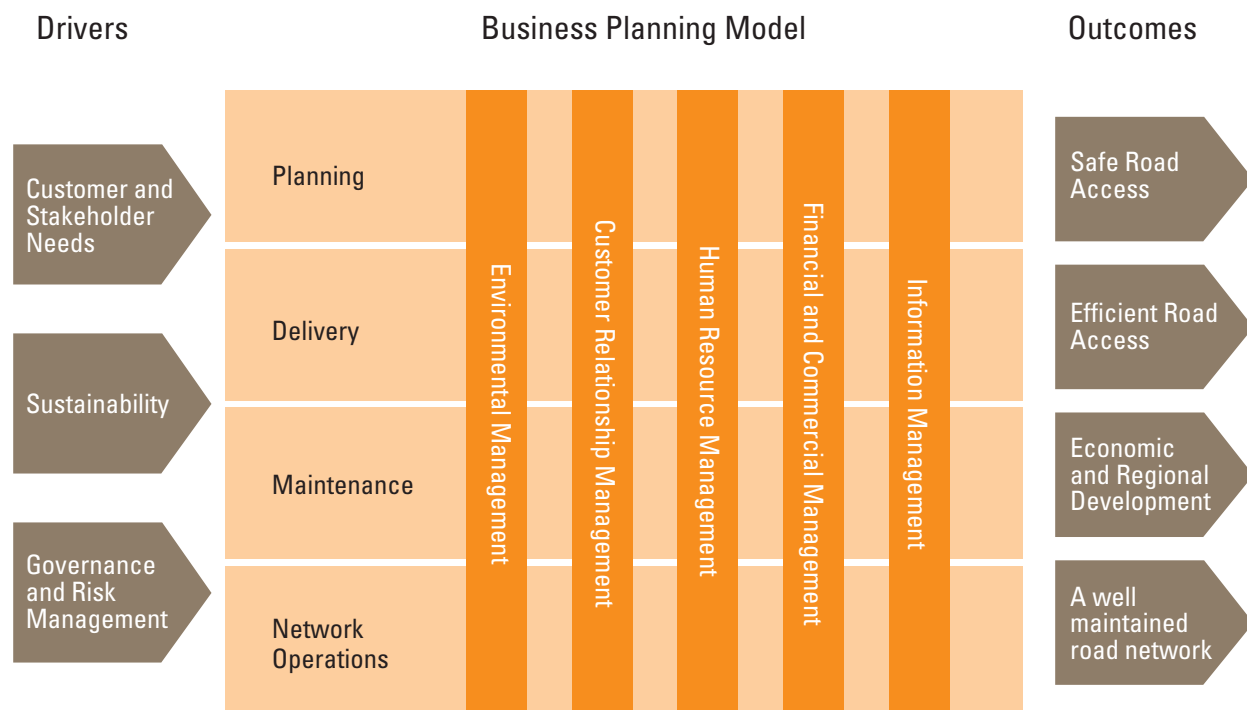 Drivers
Business Planning Model
Outcomes
Customer and
Stakeholder
Needs
Sustainability
Governance
and Risk
Management
Planning
Delivery
Maintenance
Network
Operations
Environmental Management
Customer Relationship Management
Human Resource Management
Financial and Commercial Management
Information Management
Safe Road
Access
Efficient Road
Access
Economic
and Regional
Development
A well
maintained
road network